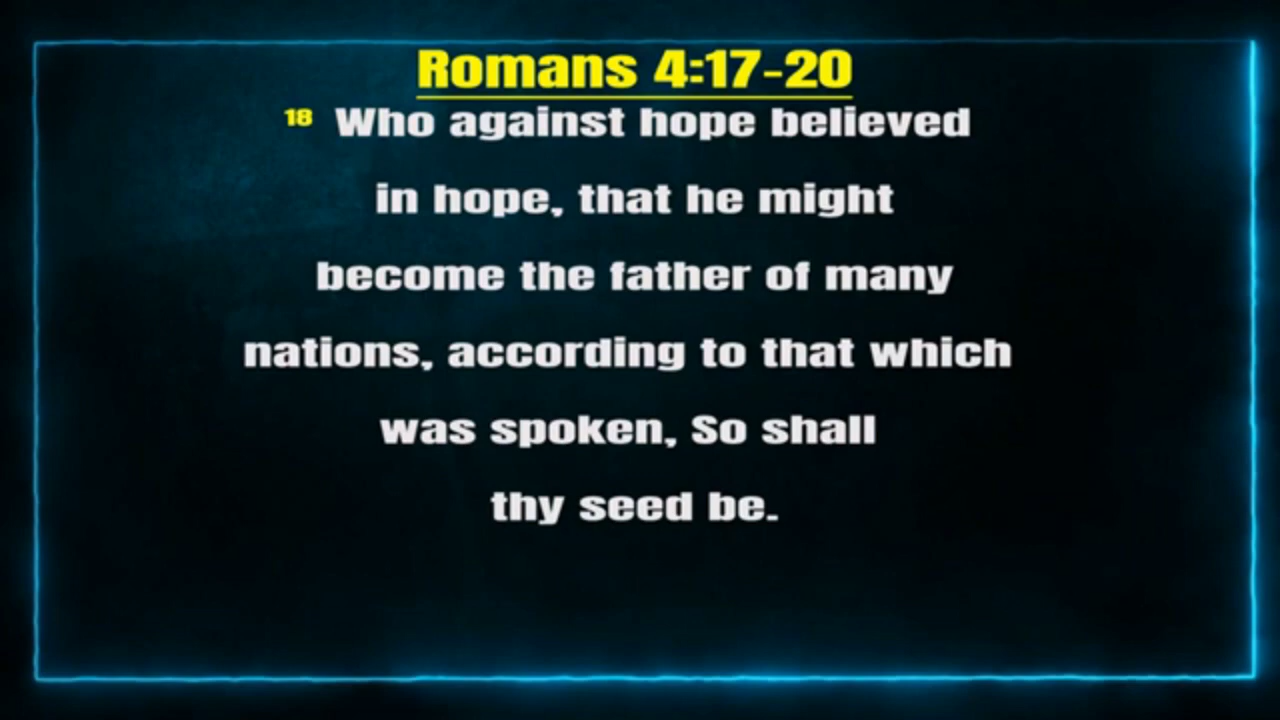 Romans 4:17-20
18 Who against hope believed
in hope, that he might
become the father of many
nations, according to that which
was spoken, So shall
thy seed be.